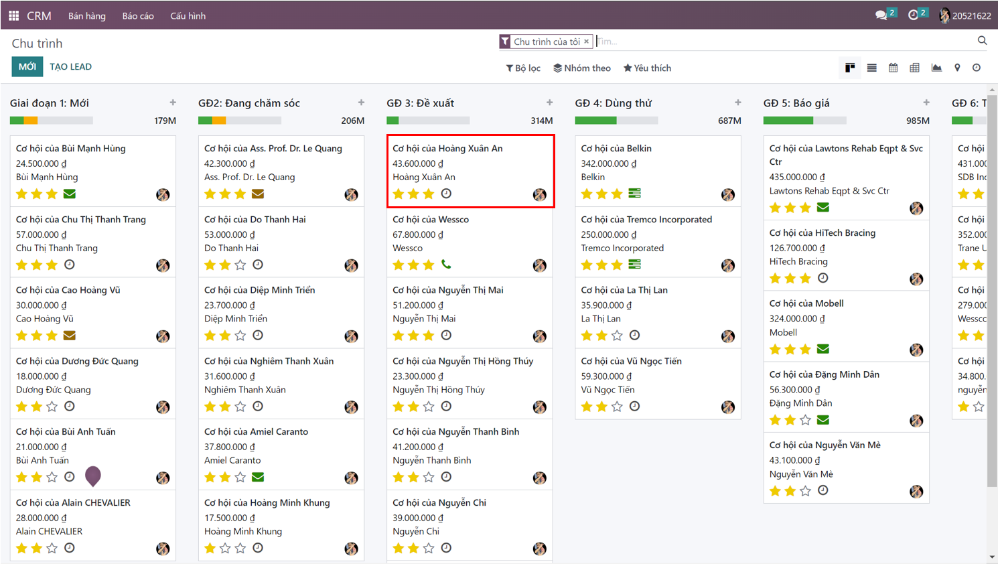 CRM Bán hàng Báo cáo Cấu hình 2 2 20521622
Chu trình
Chu trình của tôi × Tìm...
MỚI TẠO LEAD
Bộ lọc Nhóm theo Yêu thích
Giai đoạn 1: Mới +
179M
Cơ hội của Bùi Mạnh Hùng
24.500.000 ₫
Bùi Mạnh Hùng
Cơ hội của Chu Thị Thanh Trang
57.000.000 ₫
Chu Thị Thanh Trang
Cơ hội của Cao Hoàng Vũ
30.000.000 ₫
Cao Hoàng Vũ
Cơ hội của Dương Đức Quang
18.000.000 ₫
Dương Đức Quang
Cơ hội của Bùi Anh Tuấn
21.000.000 ₫
Bùi Anh Tuấn
Cơ hội của Alain CHEVALIER
28.000.000 ₫
Alain CHEVALIER
GĐ2: Đang chăm sóc +
206M
Cơ hội của Ass. Prof. Dr. Le Quang
42.300.000 ₫
Ass. Prof. Dr. Le Quang
Cơ hội của Do Thanh Hai
53.000.000 ₫
Do Thanh Hai
Cơ hội của Diệp Minh Triển
23.700.000 ₫
Diệp Minh Triển
Cơ hội của Nghiêm Thanh Xuân
31.600.000 ₫
Nghiêm Thanh Xuân
Cơ hội của Amiel Caranto
37.800.000 ₫
Amiel Caranto
Cơ hội của Hoàng Minh Khung
17.500.000 ₫
Hoàng Minh Khung
GĐ 3: Đề xuất +
314M
Cơ hội của Hoàng Xuân An
43.600.000 ₫
Hoàng Xuân An
Cơ hội của Wessco
67.800.000 ₫
Wessco
Cơ hội của Nguyễn Thị Mai
51.200.000 ₫
Nguyễn Thị Mai
Cơ hội của Nguyễn Thị Hồng Thúy
23.300.000 ₫
Nguyễn Thị Hồng Thúy
Cơ hội của Nguyễn Thanh Bình
41.200.000 ₫
Nguyễn Thanh Bình
Cơ hội của Nguyễn Chi
39.000.000 ₫
Nguyễn Chi
GĐ 4: Dùng thử +
687M
Cơ hội của Belkin
342.000.000 ₫
Belkin
Cơ hội của Tremco Incorporated
250.000.000 ₫
Tremco Incorporated
Cơ hội của La Thị Lan
35.900.000 ₫
La Thị Lan
Cơ hội của Vũ Ngọc Tiến
59.300.000 ₫
Vũ Ngọc Tiến
GĐ 5: Báo giá +
985M
Cơ hội của Lawtons Rehab Eqpt & Svc
Ctr
435.000.000 ₫
Lawtons Rehab Eqpt & Svc Ctr
Cơ hội của HiTech Bracing
126.700.000 ₫
HiTech Bracing
Cơ hội của Mobell
324.000.000 ₫
Mobell
Cơ hội của Đặng Minh Dân
56.300.000 ₫
Đặng Minh Dân
Cơ hội của Nguyễn Văn Mè
43.100.000 ₫
Nguyễn Văn Mè
GĐ 6: T
Cơ hội
431.00
SDB Inc
Cơ hội
352.00
Trane U
Cơ hội
279.00
Wessco
Cơ hội
34.800.
nguyễn